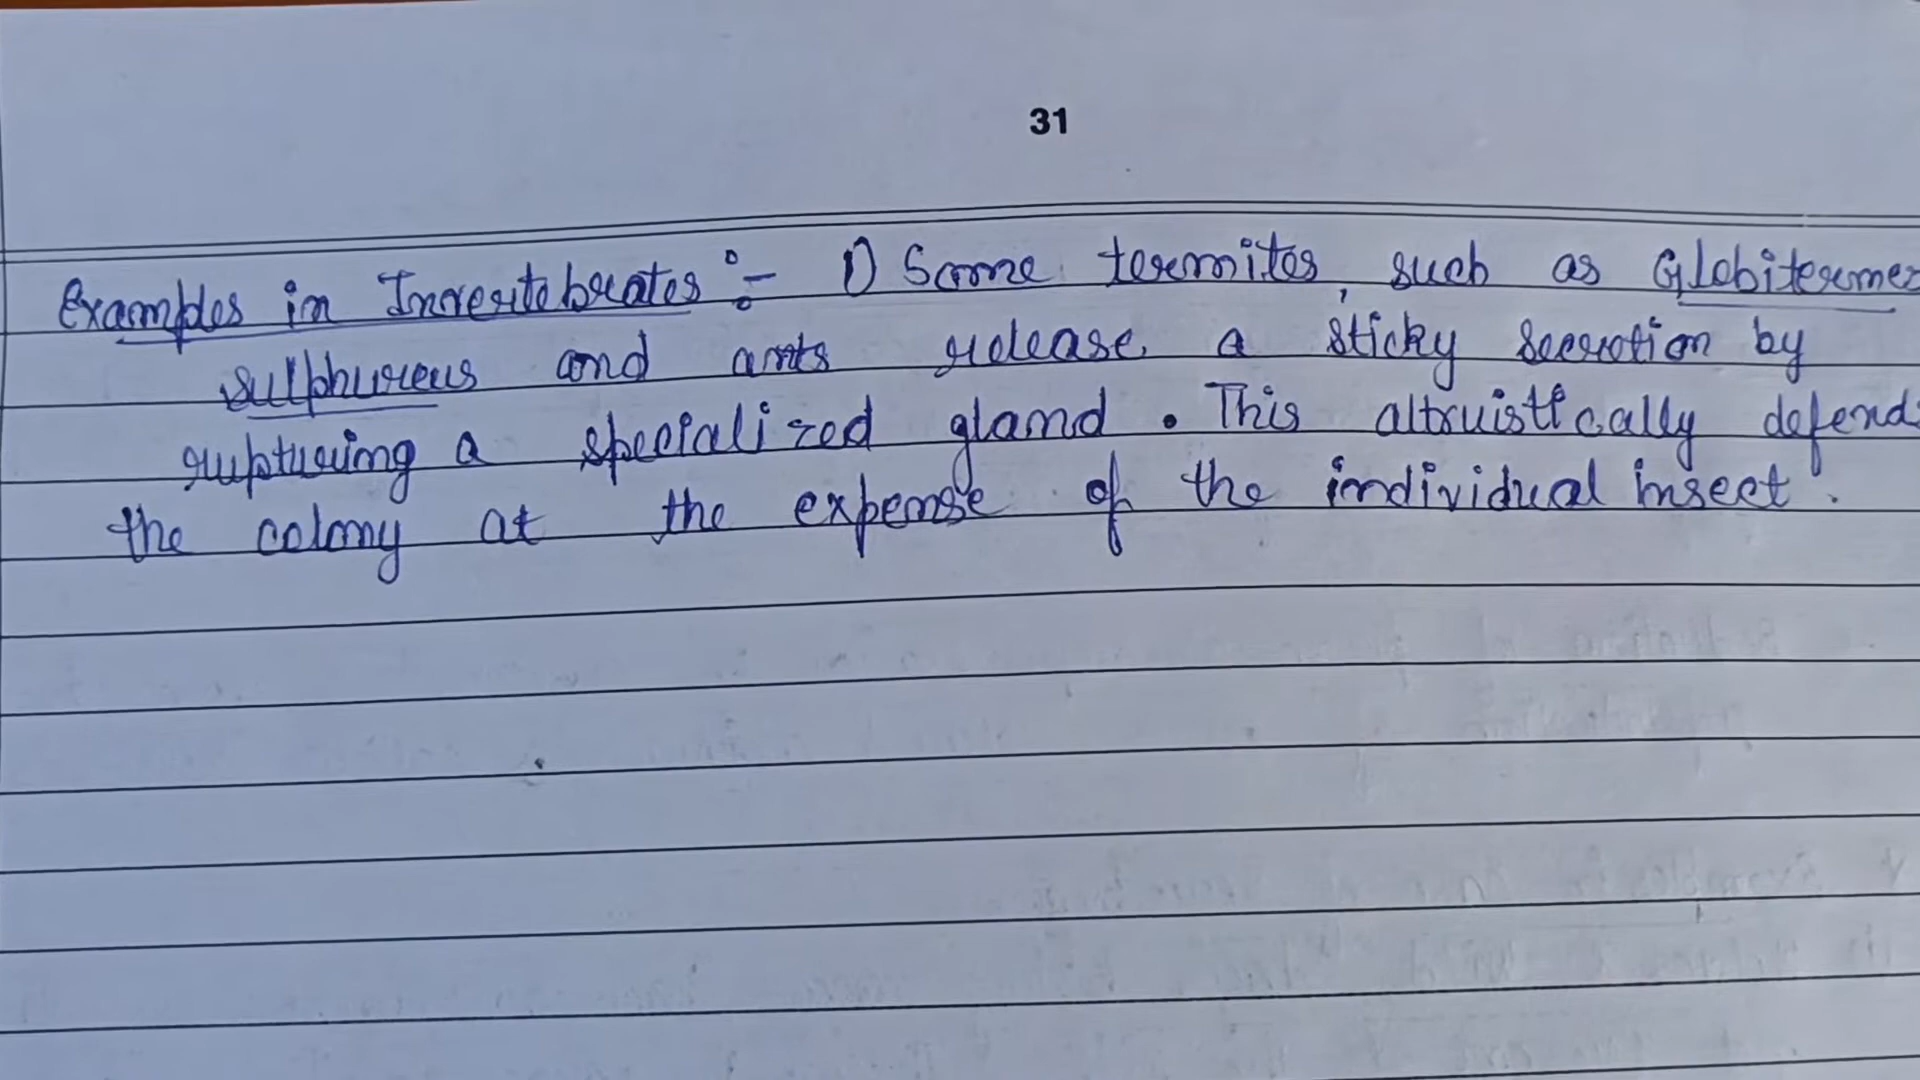 31
Examples in Invertebrates :- 1) Some termites, such as Globitermes
sulphureus and ants release a sticky secretion by
rupturing a specialized gland . This altruistically defends
the colony at the expense of the individual insect .